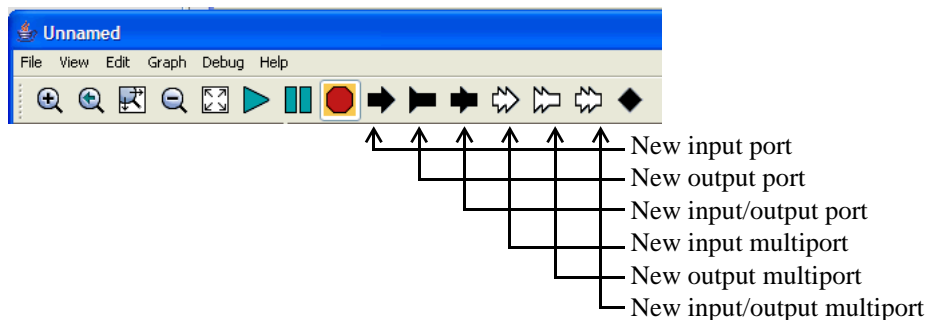 Unnamed
File View Edit Graph Debug Help
New input port
New output port
New input/output port
New input multiport
New output multiport
New input/output multiport